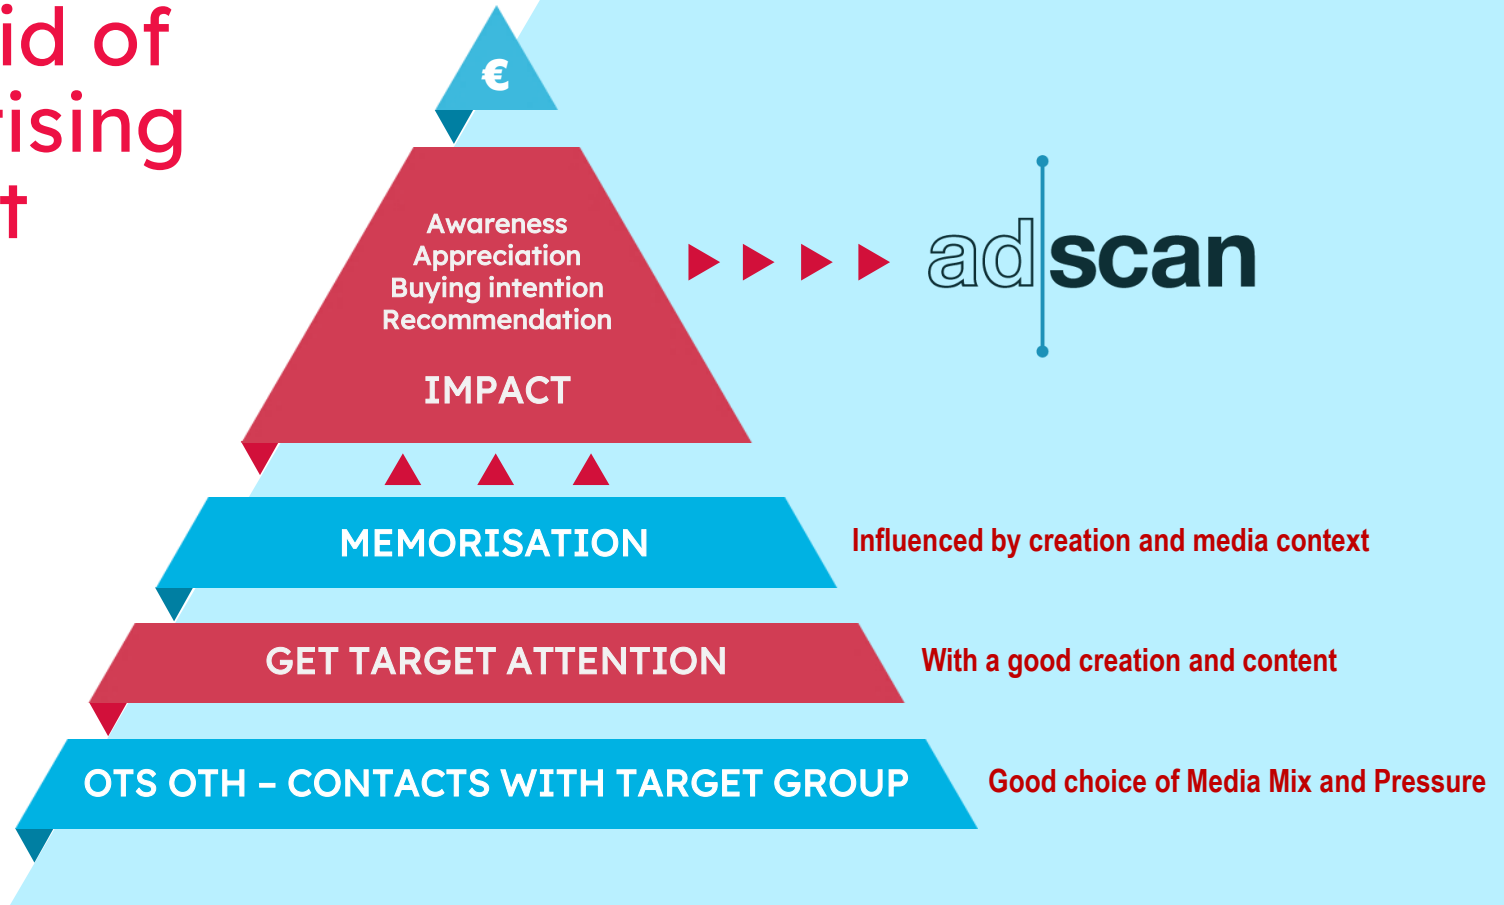 id of
rising
t
€
Awareness
Appreciation
Buying intention
Recommendation
IMPACT
adscan
MEMORISATION
Influenced by creation and media context
GET TARGET ATTENTION
With a good creation and content
OTS OTH – CONTACTS WITH TARGET GROUP
Good choice of Media Mix and Pressure